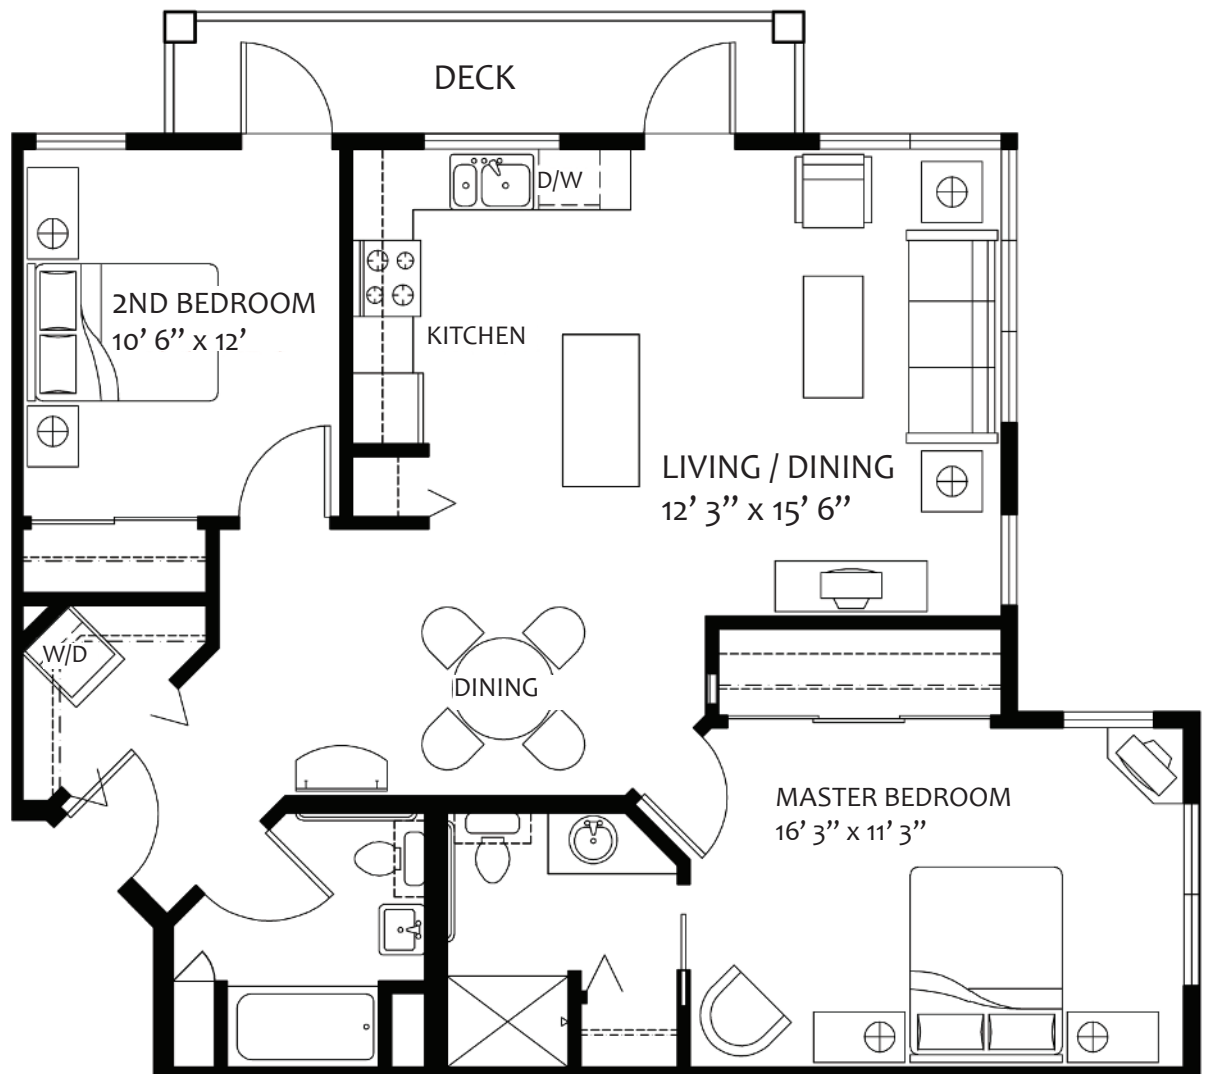 DECK
D/W
2ND BEDROOM
10’ 6” x 12’
KITCHEN
LIVING / DINING
12’ 3” x 15’ 6”
W/D
DINING
MASTER BEDROOM
16’ 3” x 11’ 3”